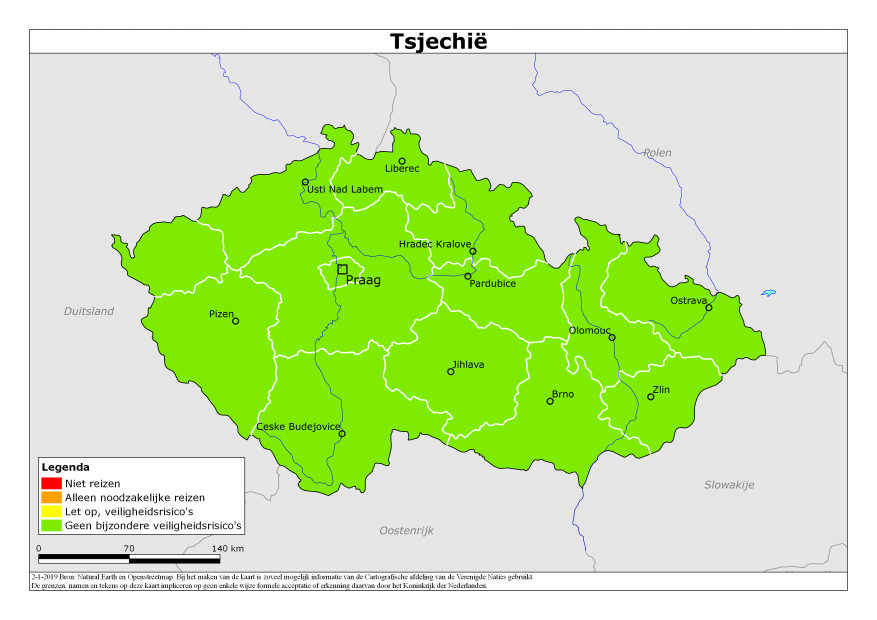 Tsjechië
Polen
Liberec
Usti Nad Labem
Hradec Kralove
Praag
Pardubice
Duitsland
Ostrava
Pizen
Olomouc
Jihlava
Brno
Zlin
Ceske Budejovice
Slowakije
Oostenrijk
Legenda
Niet reizen
Alleen noodzakelijke reizen
Let op, veiligheidsrisico's
Geen bijzondere veiligheidsrisico's
0 70 140 km
2-1-2019 Bron: Natural Earth en Openstreetmap. Bij het maken van de kaart is zoveel mogelijk informatie van de Cartografische afdeling van de Verenigde Naties gebruikt.
De grenzen, namen en tekens op deze kaart impliceren op geen enkele wijze formele acceptatie of erkenning daarvan door het Koninkrijk der Nederlanden.